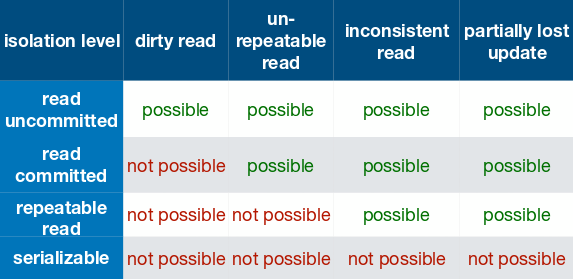 isolation level dirty read un-repeatable read inconsistent read partially lost update
read uncommitted possible possible possible possible
read committed not possible possible possible possible
repeatable read not possible not possible possible possible
serializable not possible not possible not possible not possible